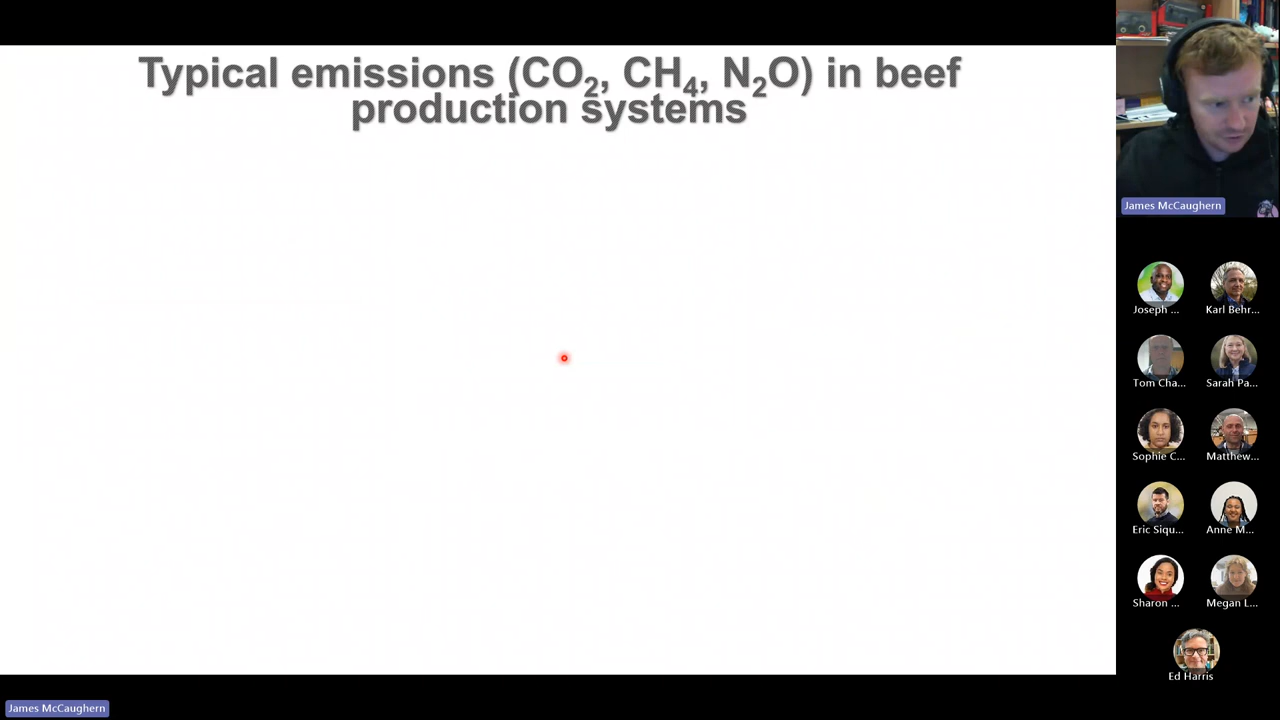 Typical emissions (CO₂, CH₄, N₂O) in beef
production systems
James McCaughern
Joseph ...
Karl Behr...
Tom Cha...
Sarah Pa...
Sophie C...
Matthew...
Eric Siqu...
Anne M...
Sharon ...
Megan L...
Ed Harris
James McCaughern